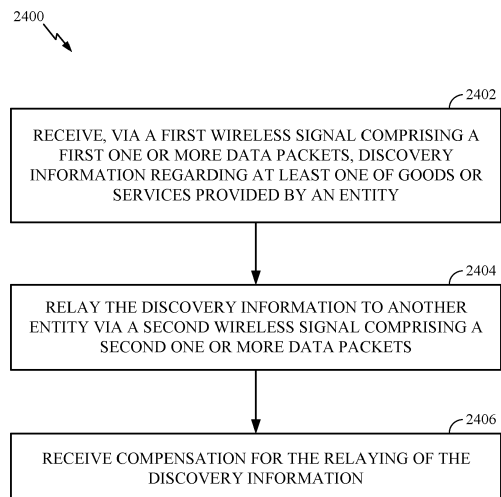 2400
2402
RECEIVE, VIA A FIRST WIRELESS SIGNAL COMPRISING A
FIRST ONE OR MORE DATA PACKETS, DISCOVERY
INFORMATION REGARDING AT LEAST ONE OF GOODS OR
SERVICES PROVIDED BY AN ENTITY
2404
RELAY THE DISCOVERY INFORMATION TO ANOTHER
ENTITY VIA A SECOND WIRELESS SIGNAL COMPRISING A
SECOND ONE OR MORE DATA PACKETS
2406
RECEIVE COMPENSATION FOR THE RELAYING OF THE
DISCOVERY INFORMATION